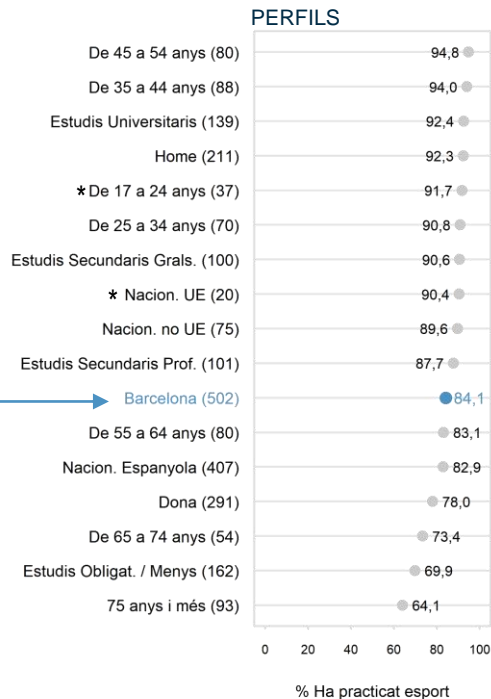 PERFILS
De 45 a 54 anys (80) 94,8
De 35 a 44 anys (88) 94,0
Estudis Universitaris (139) 92,4
Home (211) 92,3
* De 17 a 24 anys (37) 91,7
De 25 a 34 anys (70) 90,8
Estudis Secundaris Grals. (100) 90,6
* Nacion. UE (20) 90,4
Nacion. no UE (75) 89,6
Estudis Secundaris Prof. (101) 87,7
Barcelona (502) 84,1
De 55 a 64 anys (80) 83,1
Nacion. Espanyola (407) 82,9
Dona (291) 78,0
De 65 a 74 anys (54) 73,4
Estudis Obligat. / Menys (162) 69,9
75 anys i més (93) 64,1
0 20 40 60 80 100
% Ha practicat esport